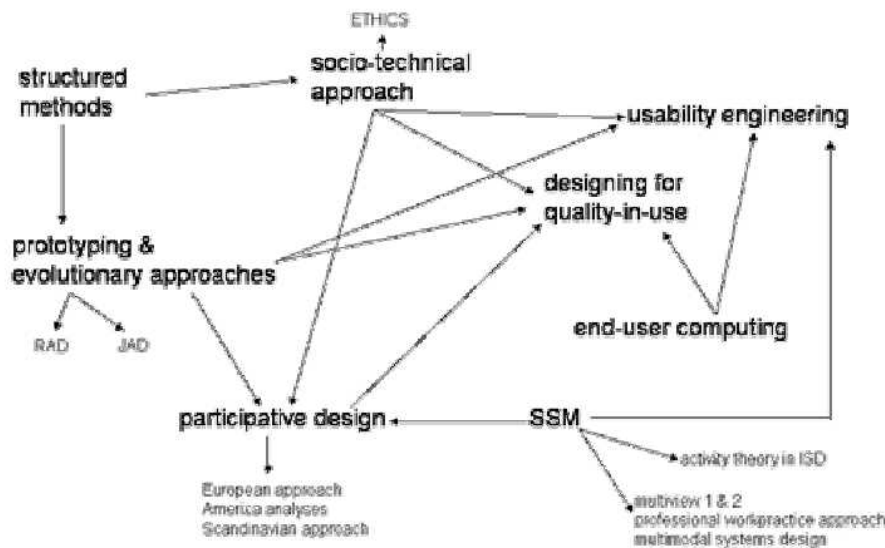 ETHICS
structured
methods
socio-technical
approach
usability engineering
designing for
quality-in-use
prototyping &
evolutionary approaches
end-user computing
RAD
JAD
participative design
SSM
activity theory in ISD
European approach
America analyses
Scandinavian approach
multiview 1 & 2
professional workpractice approach
multimodal systems design